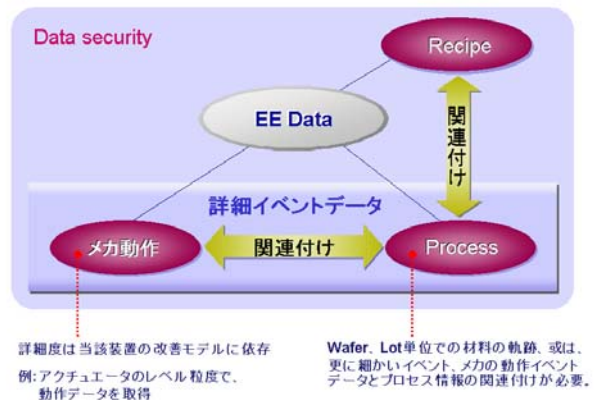 Data security
Recipe
EE Data
関連付け
詳細イベントデータ
メカ動作
関連付け
Process
詳細度は当該装置の改善モデルに依存
例:アクチュエータのレベル粒度で、
動作データを取得
Wafer、Lot単位での材料の軌跡、或は、
更に細かいイベント、メカの動作イベント
データとプロセス情報の関連付けが必要。